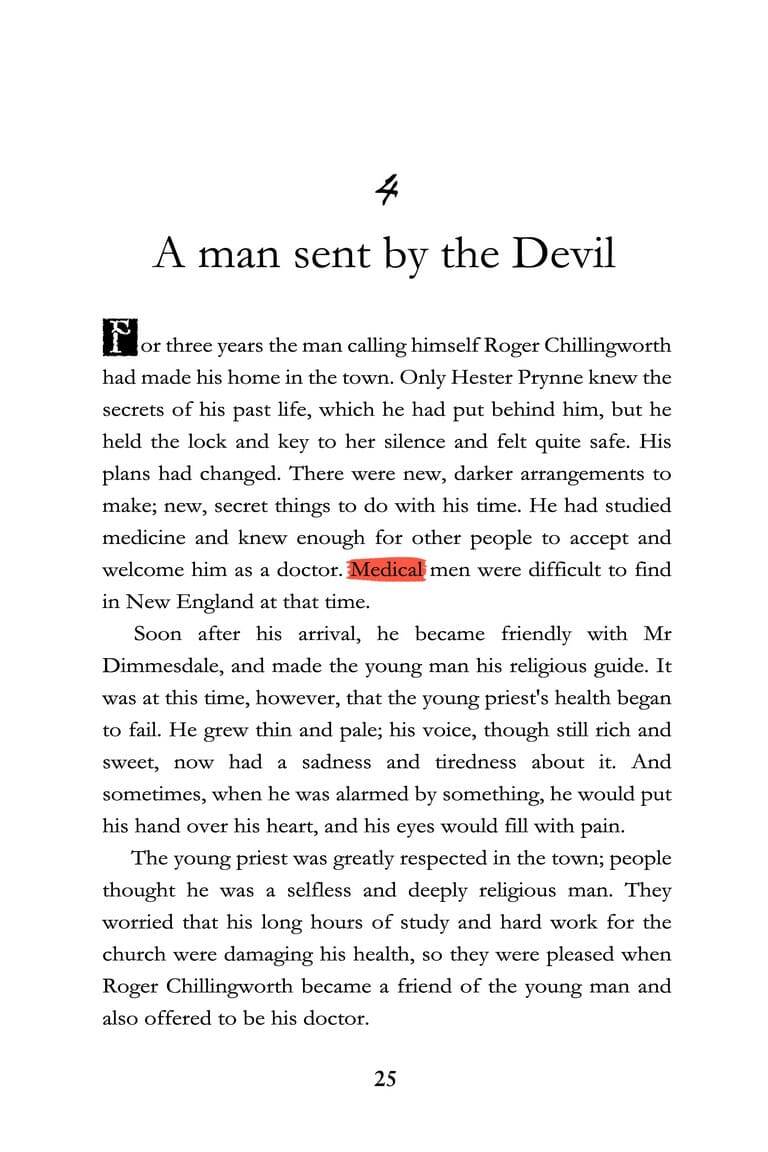 4
A man sent by the Devil
For three years the man calling himself Roger Chillingworth
had made his home in the town. Only Hester Prynne knew the
secrets of his past life, which he had put behind him, but he
held the lock and key to her silence and felt quite safe. His
plans had changed. There were new, darker arrangements to
make; new, secret things to do with his time. He had studied
medicine and knew enough for other people to accept and
welcome him as a doctor. Medical men were difficult to find
in New England at that time.
Soon after his arrival, he became friendly with Mr
Dimmesdale, and made the young man his religious guide. It
was at this time, however, that the young priest's health began
to fail. He grew thin and pale; his voice, though still rich and
sweet, now had a sadness and tiredness about it. And
sometimes, when he was alarmed by something, he would put
his hand over his heart, and his eyes would fill with pain.
The young priest was greatly respected in the town; people
thought he was a selfless and deeply religious man. They
worried that his long hours of study and hard work for the
church were damaging his health, so they were pleased when
Roger Chillingworth became a friend of the young man and
also offered to be his doctor.
25